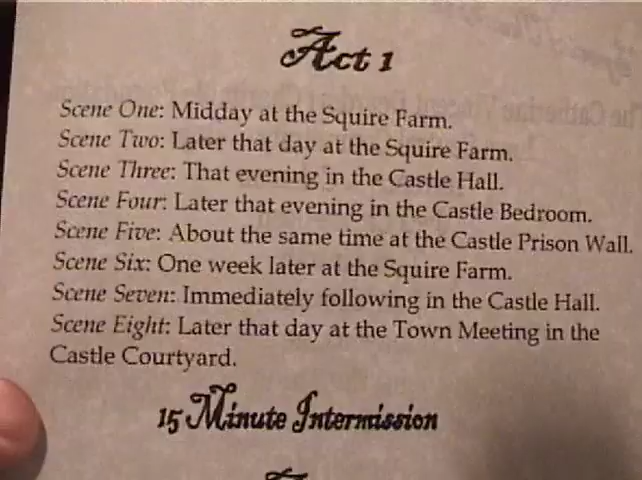 Act 1
Scene One: Midday at the Squire Farm.
Scene Two: Later that day at the Squire Farm.
Scene Three: That evening in the Castle Hall.
Scene Four: Later that evening in the Castle Bedroom.
Scene Five: About the same time at the Castle Prison Wall.
Scene Six: One week later at the Squire Farm.
Scene Seven: Immediately following in the Castle Hall.
Scene Eight: Later that day at the Town Meeting in the
Castle Courtyard.
15 Minute Intermission